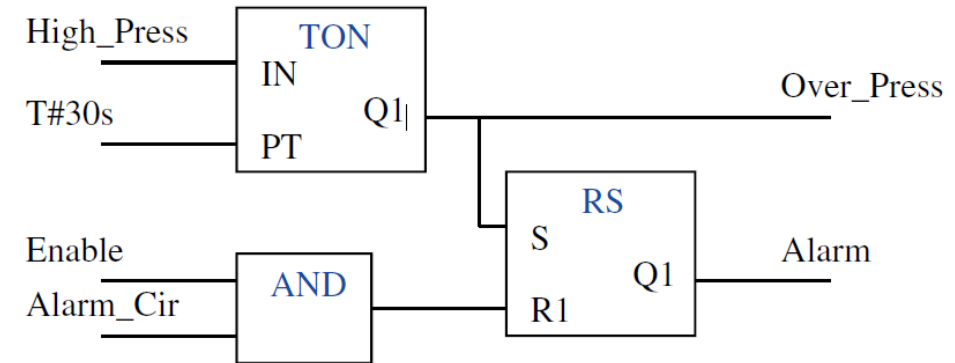 High_Press
TON
IN
T#30s
Q1
PT
Over_Press
RS
S
Enable
AND
Q1
Alarm
Alarm_Cir
R1